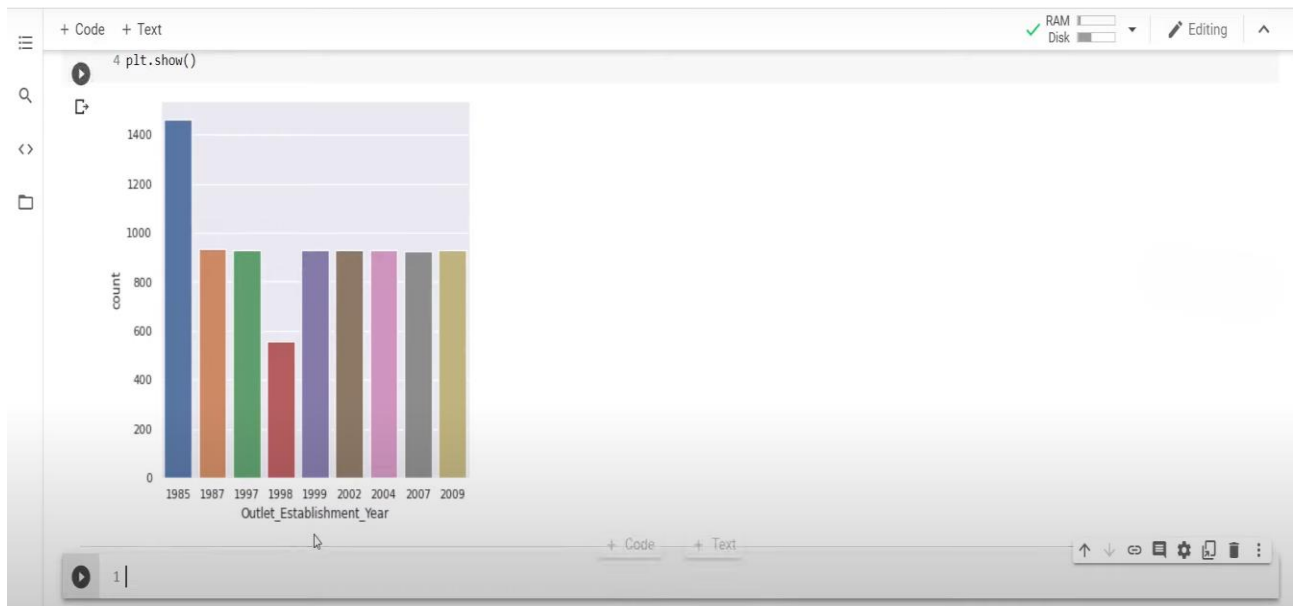 + Code + Text
RAM
Disk
Editing
4 plt.show()
1400
1200
1000
800
600
400
200
0
count
1985 1987 1997 1998 1999 2002 2004 2007 2009
Outlet_Establishment_Year
+ Code + Text
1